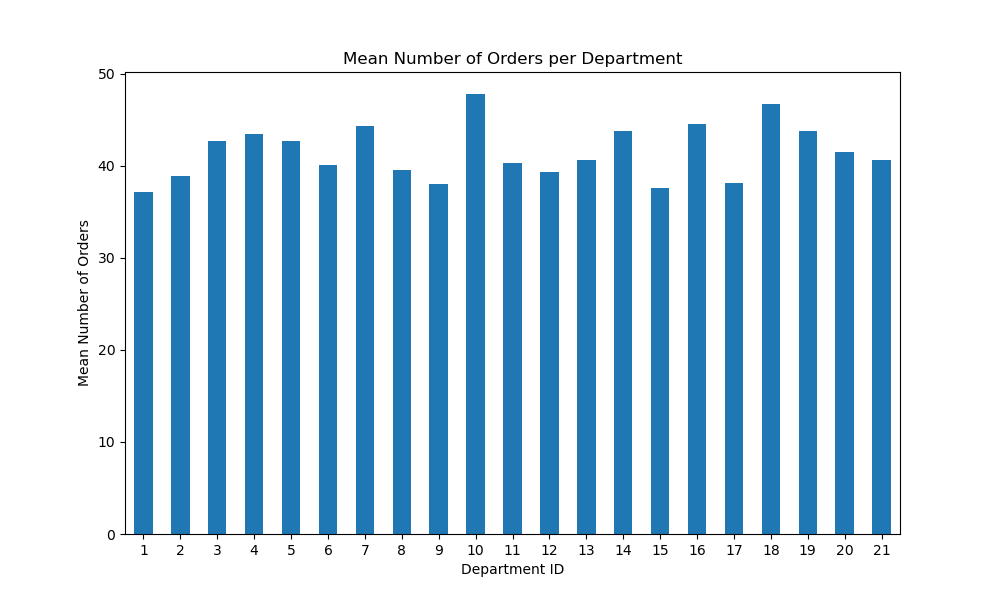 Mean Number of Orders per Department
Mean Number of Orders
50
40
30
20
10
0
1 2 3 4 5 6 7 8 9 10 11 12 13 14 15 16 17 18 19 20 21
Department ID